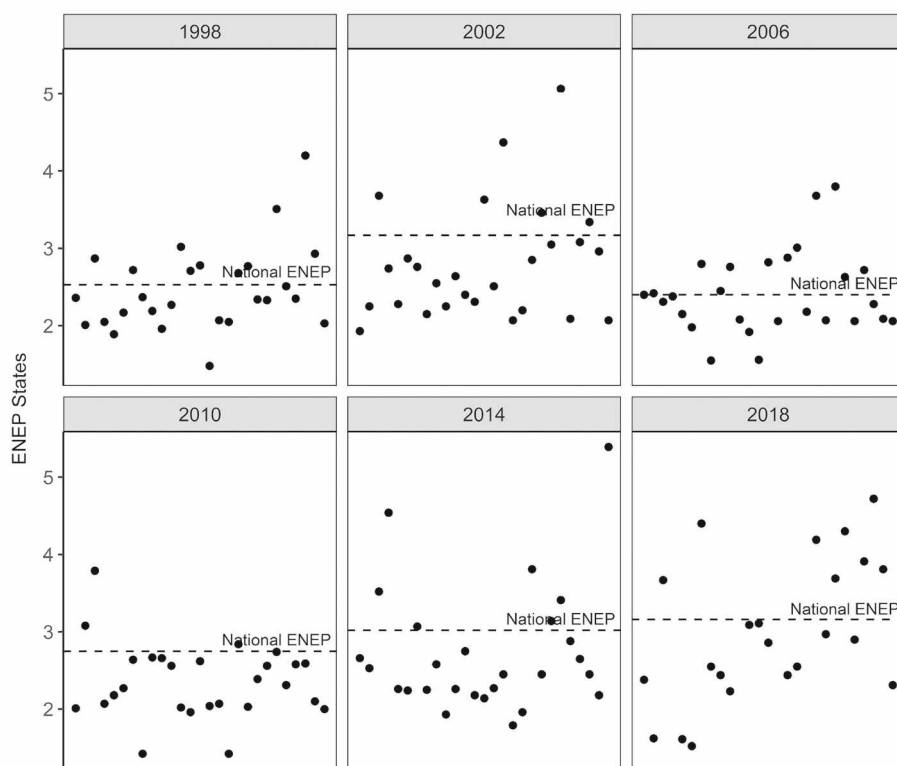 1998
2002
2006
5
4
3
2
National ENEP
National ENEP
National ENEP
ENEP States
2010
2014
2018
5
4
3
2
National ENEP
National ENEP
National ENEP